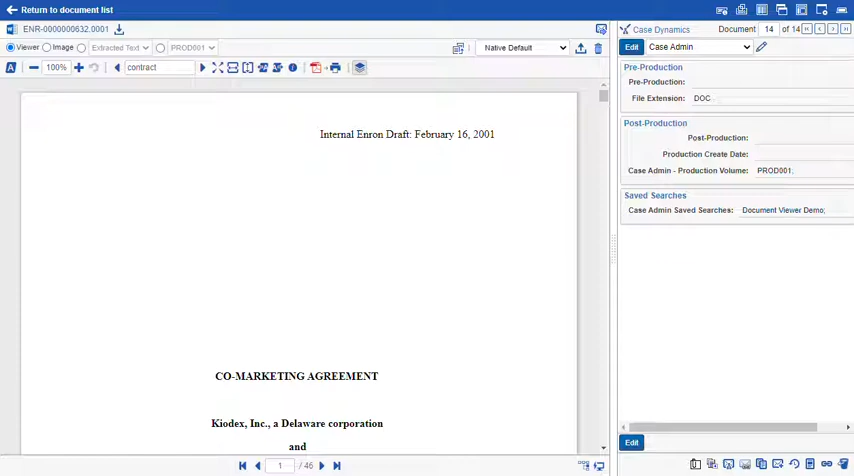 Return to document list
ENR-0000000632.0001
Viewer Image Extracted Text PROD001 Native Default
100% contract
Internal Enron Draft: February 16, 2001
CO-MARKETING AGREEMENT
Kiodex, Inc., a Delaware corporation
and
1 / 46
Case Dynamics Document 14 of 14
Edit Case Admin
Pre-Production
Pre-Production:
File Extension: DOC
Post-Production
Post-Production:
Production Create Date:
Case Admin - Production Volume: PROD001;
Saved Searches
Case Admin Saved Searches: Document Viewer Demo;
Edit